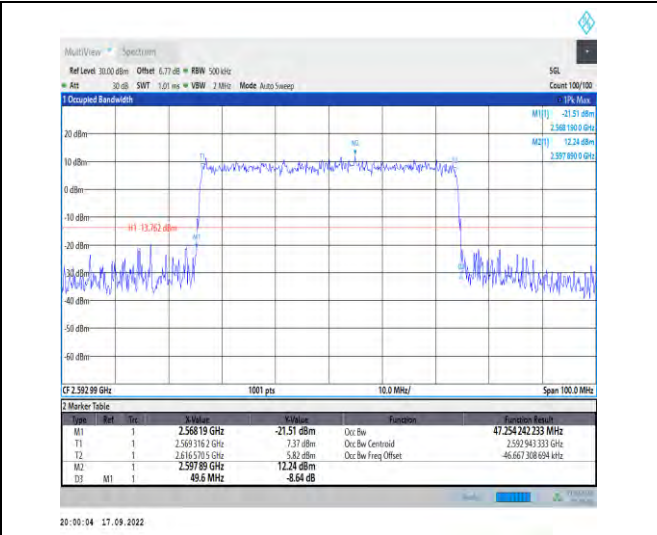 MultiView Spectrum
Ref Level 30.00 dBm Offset 6.77 dB RBW 500 kHz SGL
Att 30 dB SWT 1.01 ms VBW 2 MHz Mode Auto Sweep Count 100/100
1 Occupied Bandwidth 1Pk Max
M1[1] -21.51 dBm
2.568 190 0 GHz
M2[1] 12.24 dBm
2.597 890 0 GHz
20 dBm
M2
10 dBm
T1
0 dBm
-10 dBm
H1 13.762 dBm
M1
-20 dBm
-30 dBm
-40 dBm
-50 dBm
-60 dBm
CF 2.592 99 GHz 1001 pts 10.0 MHz/ Span 100.0 MHz
2 Marker Table
Type Ref Trc X-Value Y-Value Function Function Result
M1 1 2.568 19 GHz -21.51 dBm Occ Bw 47.254 242 233 MHz
T1 1 2.569 316 2 GHz 7.37 dBm Occ Bw Centroid 2.592 943 333 GHz
T2 1 2.616 570 5 GHz 5.82 dBm Occ Bw Freq Offset -46.667 308 694 kHz
M2 1 2.597 89 GHz 12.24 dBm
D3 M1 1 49.6 MHz -8.64 dB
20:00:04 17.09.2022